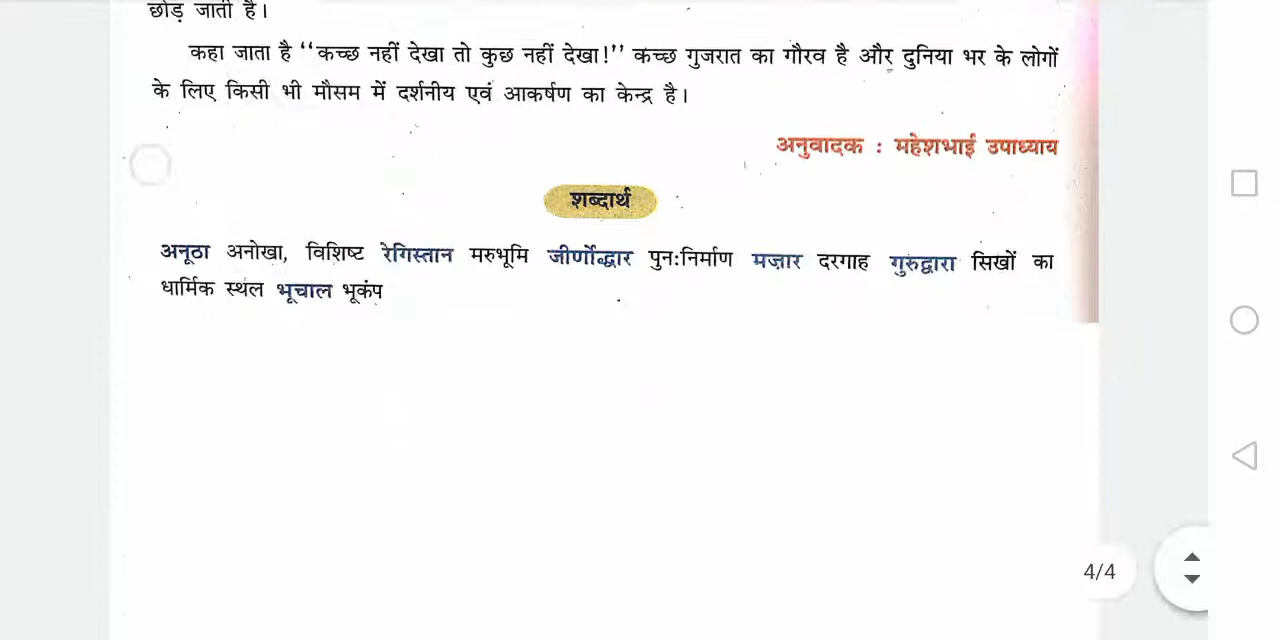 छोड़ जाती है।
कहा जाता है ‘‘कच्छ नहीं देखा तो कुछ नहीं देखा!’’ कच्छ गुजरात का गौरव है और दुनिया भर के लोगों
के लिए किसी भी मौसम में दर्शनीय एवं आकर्षण का केन्द्र है।
अनुवादक : महेशभाई उपाध्याय
शब्दार्थ
अनूठा अनोखा, विशिष्ट रेगिस्तान मरुभूमि जीर्णोद्धार पुनःनिर्माण मज़ार दरगाह गुरुद्वारा सिखों का
धार्मिक स्थल भूचाल भूकंप
4/4